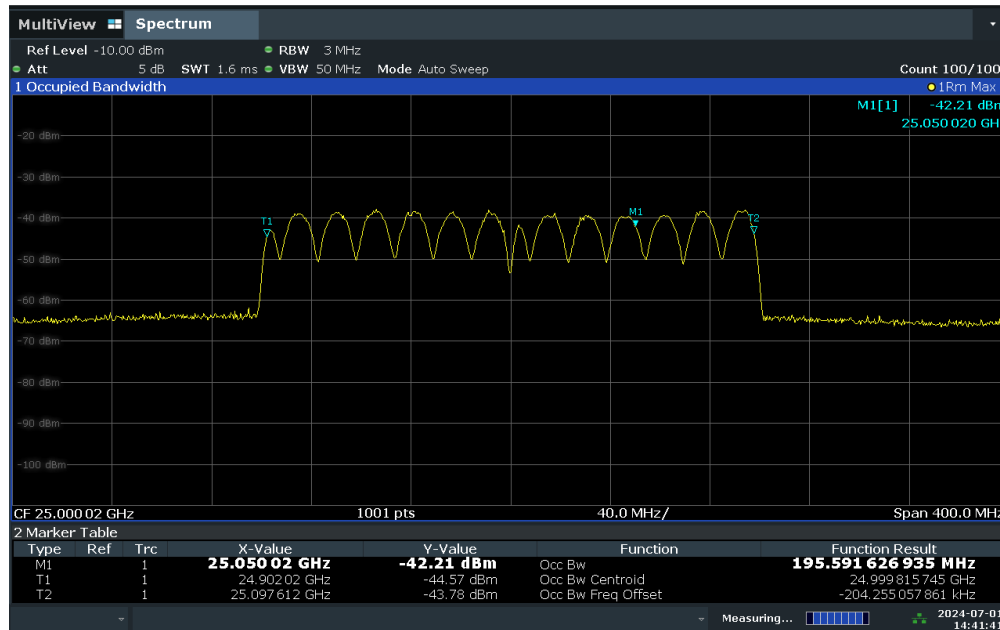 MultiView Spectrum
Ref Level -10.00 dBm RBW 3 MHz
Att 5 dB SWT 1.6 ms VBW 50 MHz Mode Auto Sweep Count 100/100
1 Occupied Bandwidth 1Rm Max
M1[1] -42.21 dBm
25.050 020 GH
-20 dBm
-30 dBm
-40 dBm
T1 M1 T2
-50 dBm
-60 dBm
-70 dBm
-80 dBm
-90 dBm
-100 dBm
CF 25.000 02 GHz 1001 pts 40.0 MHz/ Span 400.0 MHz
2 Marker Table
Type Ref Trc X-Value Y-Value Function Function Result
M1 1 25.050 02 GHz -42.21 dBm Occ Bw 195.591 626 935 MHz
T1 1 24.902 02 GHz -44.57 dBm Occ Bw Centroid 24.999 815 745 GHz
T2 1 25.097 612 GHz -43.78 dBm Occ Bw Freq Offset -204.255 057 861 kHz
Measuring... 2024-07-01
14:41:41